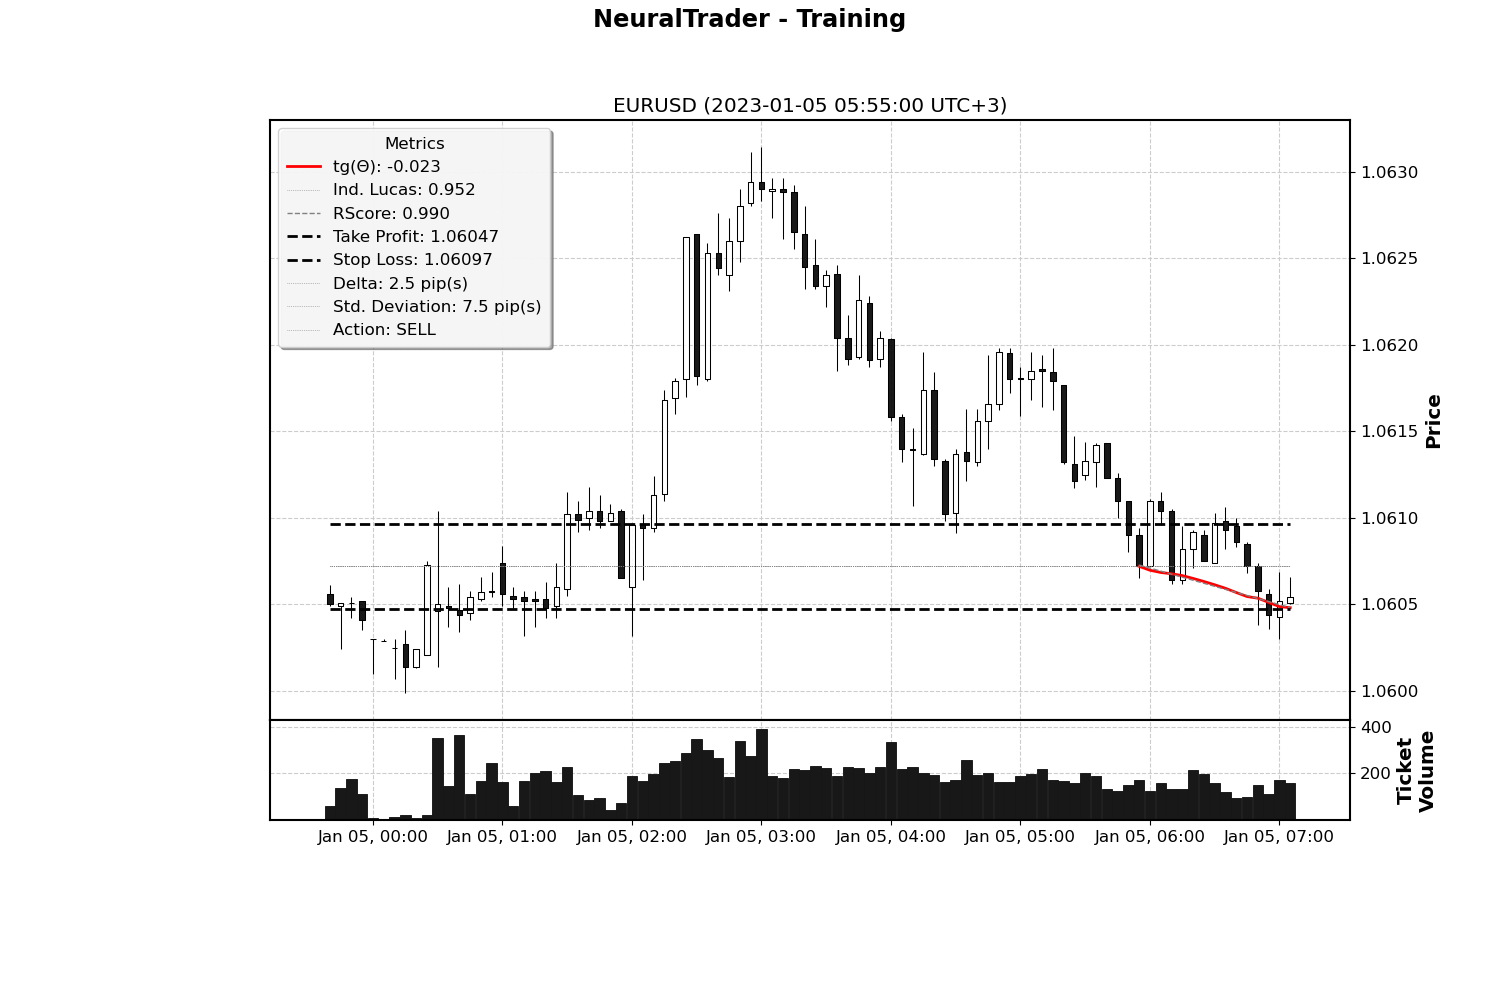 NeuralTrader - Training
EURUSD (2023-01-05 05:55:00 UTC+3)
Metrics
tg(Θ): -0.023
Ind. Lucas: 0.952
RScore: 0.990
Take Profit: 1.06047
Stop Loss: 1.06097
Delta: 2.5 pip(s)
Std. Deviation: 7.5 pip(s)
Action: SELL
1.0630
1.0625
1.0620
1.0615
1.0610
1.0605
1.0600
Price
400
200
Ticket
Volume
Jan 05, 00:00
Jan 05, 01:00
Jan 05, 02:00
Jan 05, 03:00
Jan 05, 04:00
Jan 05, 05:00
Jan 05, 06:00
Jan 05, 07:00